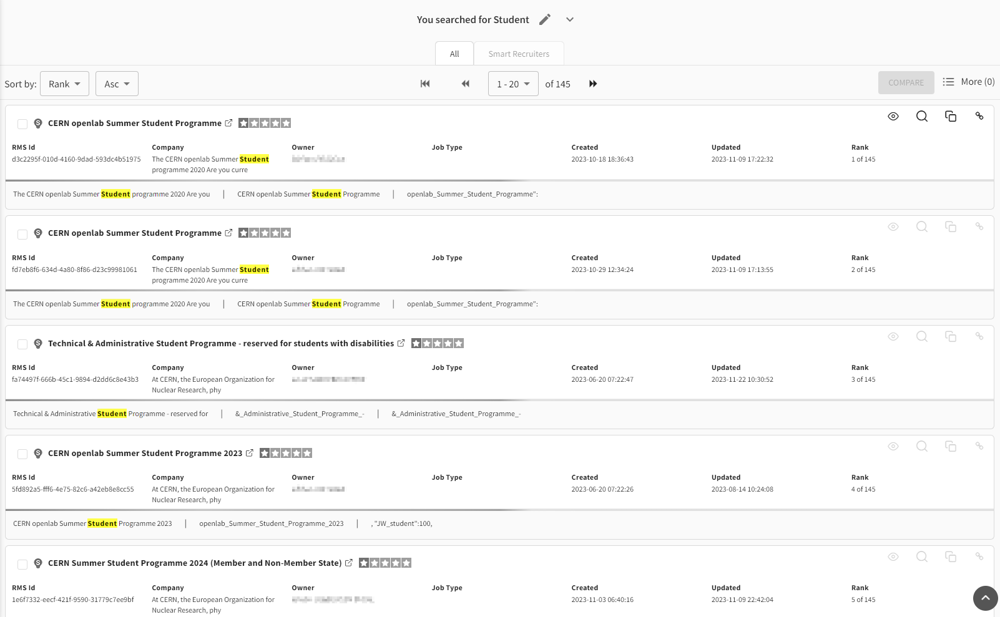 You searched for Student
All
Smart Recruiters
Sort by: Rank Asc
1 - 20 of 145
COMPARE More (0)
CERN openlab Summer Student Programme
RMS Id Company Owner Job Type Created Updated Rank
d3c2295f-010d-4160-9dad-593dc4b51975 The CERN openlab Summer Student 2023-10-18 18:36:43 2023-11-09 17:22:32 1 of 145
programme 2020 Are you curre
The CERN openlab Summer Student programme 2020 Are you | CERN openlab Summer Student Programme | openlab_Summer_Student_Programme":
CERN openlab Summer Student Programme
RMS Id Company Owner Job Type Created Updated Rank
fd7eb8f6-634d-4a80-8f86-d23c99981061 The CERN openlab Summer Student 2023-10-29 12:34:24 2023-11-09 17:13:55 2 of 145
programme 2020 Are you curre
The CERN openlab Summer Student programme 2020 Are you | CERN openlab Summer Student Programme | openlab_Summer_Student_Programme":
Technical & Administrative Student Programme - reserved for students with disabilities
RMS Id Company Owner Job Type Created Updated Rank
fa74497f-666b-45c1-9894-d2dd6c8e43b3 At CERN, the European Organization for 2023-06-20 07:22:47 2023-11-22 10:30:52 3 of 145
Nuclear Research, phy
Technical & Administrative Student Programme - reserved for | &_Administrative_Student_Programme_- | &_Administrative_Student_Programme_-
CERN openlab Summer Student Programme 2023
RMS Id Company Owner Job Type Created Updated Rank
5fd892a5-fff6-4e75-82c6-a42eb8e8cc55 At CERN, the European Organization for 2023-06-20 07:22:26 2023-08-14 10:24:08 4 of 145
Nuclear Research, phy
CERN openlab Summer Student Programme 2023 | openlab_Summer_Student_Programme_2023 | , "JW_student":100,
CERN Summer Student Programme 2024 (Member and Non-Member State)
RMS Id Company Owner Job Type Created Updated Rank
1e6f7332-eecf-421f-9590-31779c7ee9bf At CERN, the European Organization for 2023-11-03 06:40:16 2023-11-09 22:42:04 5 of 145
Nuclear Research, phy